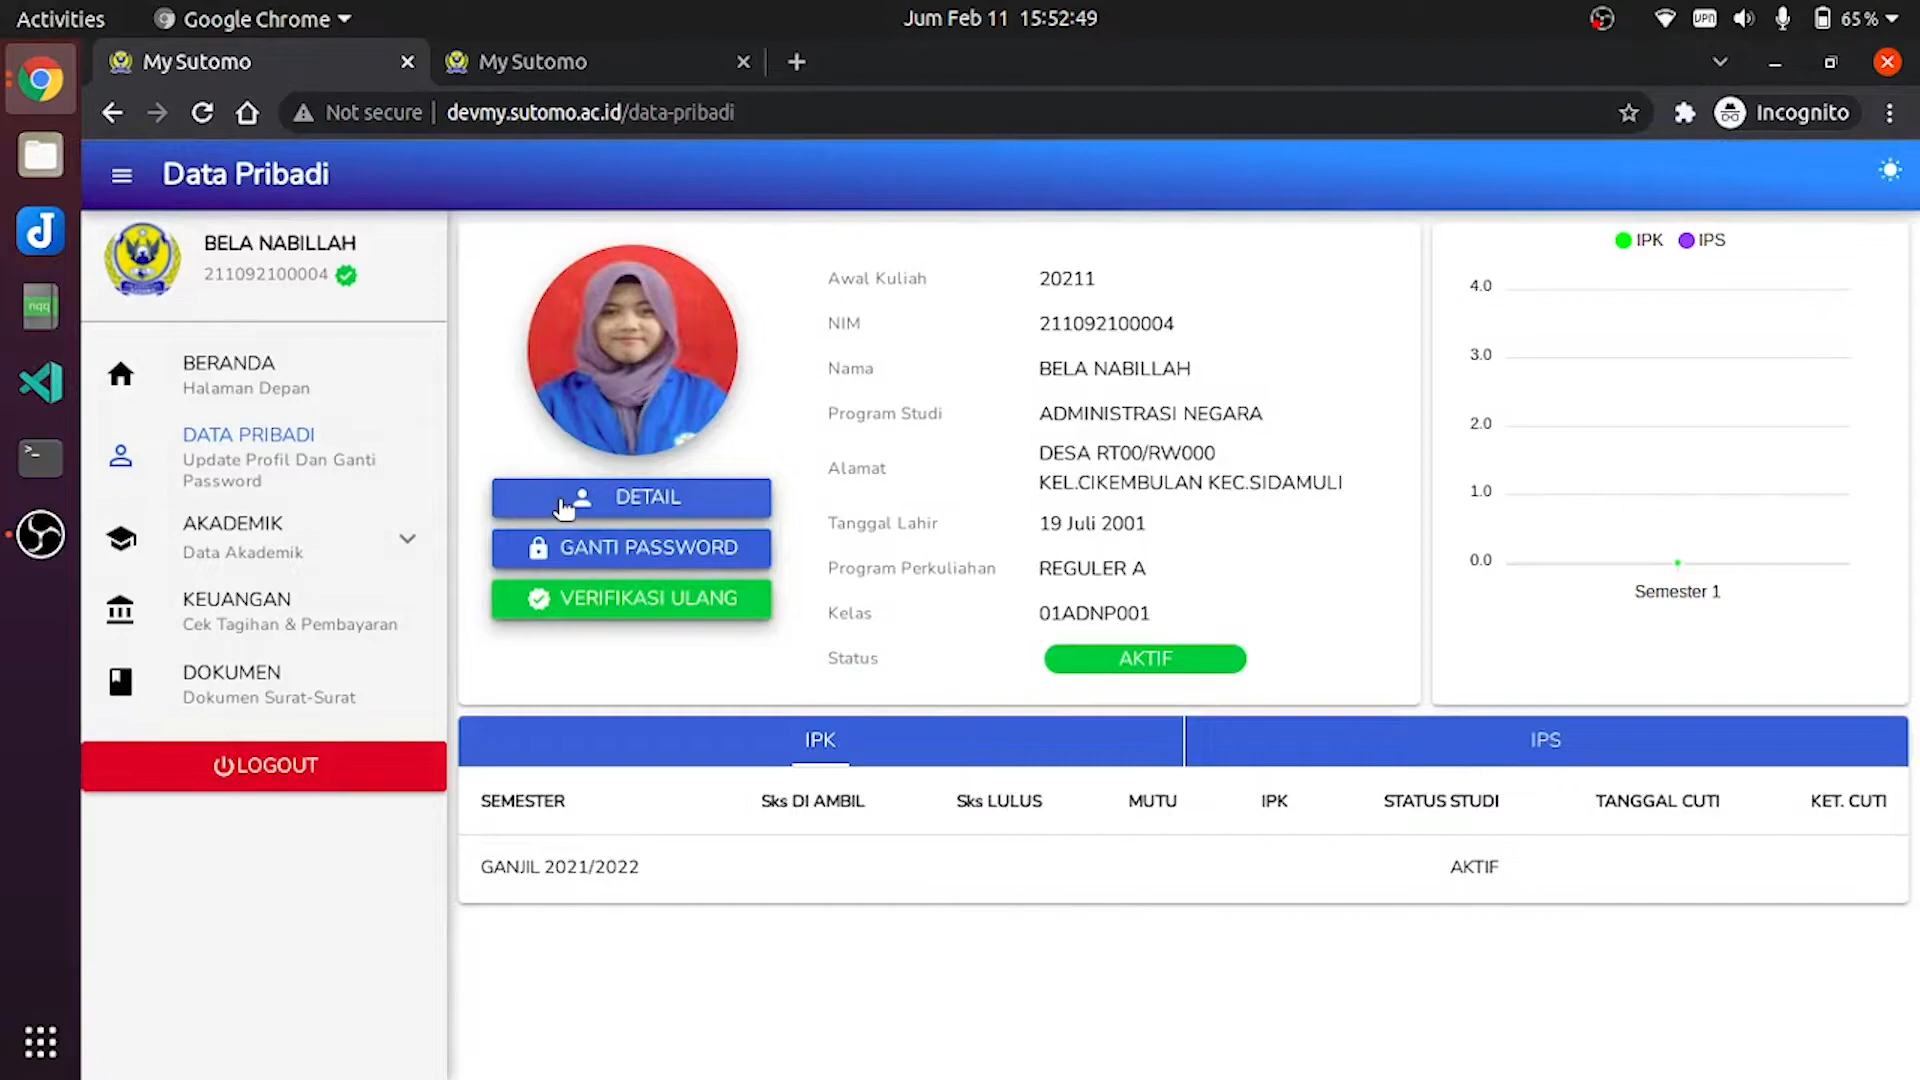 Activities
Google Chrome
Jum Feb 11 15:52:49
VPN
65 %
My Sutomo
My Sutomo
Not secure
devmy.sutomo.ac.id/data-pribadi
Incognito
Data Pribadi
BELA NABILLAH
211092100004
BERANDA
Halaman Depan
DATA PRIBADI
Update Profil Dan Ganti
Password
AKADEMIK
Data Akademik
KEUANGAN
Cek Tagihan & Pembayaran
DOKUMEN
Dokumen Surat-Surat
LOGOUT
DETAIL
GANTI PASSWORD
VERIFIKASI ULANG
Awal Kuliah 20211
NIM 211092100004
Nama BELA NABILLAH
Program Studi ADMINISTRASI NEGARA
Alamat DESA RT00/RW000
KEL.CIKEMBULAN KEC.SIDAMULI
Tanggal Lahir 19 Juli 2001
Program Perkuliahan REGULER A
Kelas 01ADNP001
Status AKTIF
IPK IPS
4.0
3.0
2.0
1.0
0.0
Semester 1
IPK IPS
SEMESTER Sks DI AMBIL Sks LULUS MUTU IPK STATUS STUDI TANGGAL CUTI KET. CUTI
GANJIL 2021/2022 AKTIF
nqq